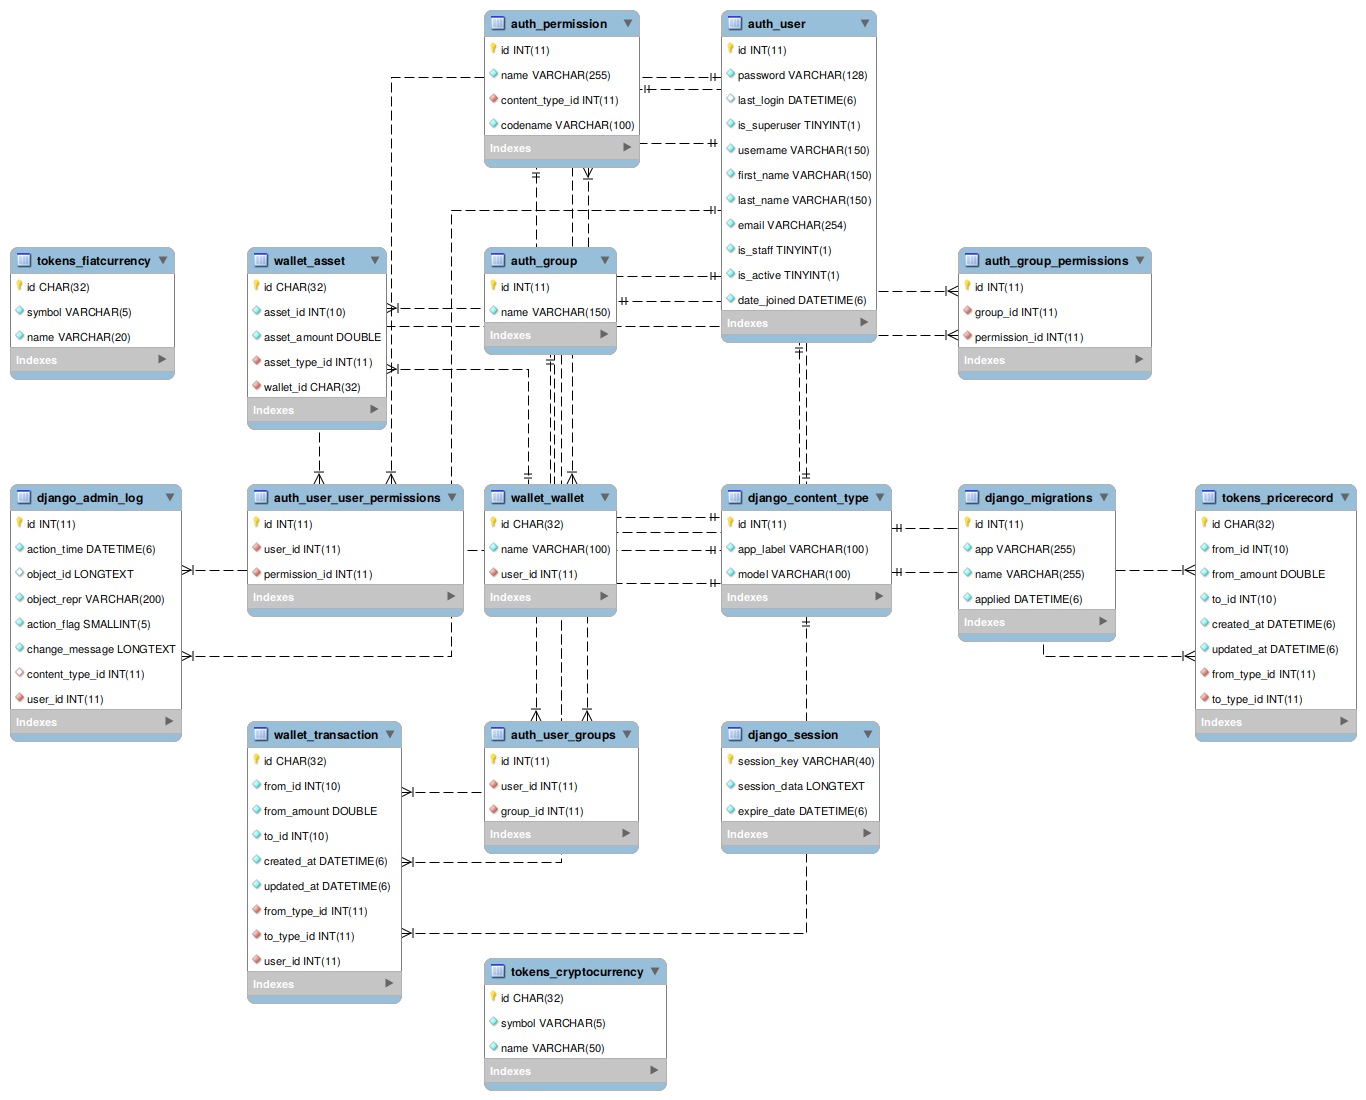 auth_permission
id INT(11)
name VARCHAR(255)
content_type_id INT(11)
codename VARCHAR(100)
Indexes
auth_user
id INT(11)
password VARCHAR(128)
last_login DATETIME(6)
is_superuser TINYINT(1)
username VARCHAR(150)
first_name VARCHAR(150)
last_name VARCHAR(150)
email VARCHAR(254)
is_staff TINYINT(1)
is_active TINYINT(1)
date_joined DATETIME(6)
Indexes
tokens_fiatcurrency
id CHAR(32)
symbol VARCHAR(5)
name VARCHAR(20)
Indexes
wallet_asset
id CHAR(32)
asset_id INT(10)
asset_amount DOUBLE
asset_type_id INT(11)
wallet_id CHAR(32)
Indexes
auth_group
id INT(11)
name VARCHAR(150)
Indexes
auth_group_permissions
id INT(11)
group_id INT(11)
permission_id INT(11)
Indexes
django_admin_log
id INT(11)
action_time DATETIME(6)
object_id LONGTEXT
object_repr VARCHAR(200)
action_flag SMALLINT(5)
change_message LONGTEXT
content_type_id INT(11)
user_id INT(11)
Indexes
auth_user_user_permissions
id INT(11)
user_id INT(11)
permission_id INT(11)
Indexes
wallet_wallet
id CHAR(32)
name VARCHAR(100)
user_id INT(11)
Indexes
django_content_type
id INT(11)
app_label VARCHAR(100)
model VARCHAR(100)
Indexes
django_migrations
id INT(11)
app VARCHAR(255)
name VARCHAR(255)
applied DATETIME(6)
Indexes
tokens_pricerecord
id CHAR(32)
from_id INT(10)
from_amount DOUBLE
to_id INT(10)
created_at DATETIME(6)
updated_at DATETIME(6)
from_type_id INT(11)
to_type_id INT(11)
Indexes
wallet_transaction
id CHAR(32)
from_id INT(10)
from_amount DOUBLE
to_id INT(10)
created_at DATETIME(6)
updated_at DATETIME(6)
from_type_id INT(11)
to_type_id INT(11)
user_id INT(11)
Indexes
auth_user_groups
id INT(11)
user_id INT(11)
group_id INT(11)
Indexes
django_session
session_key VARCHAR(40)
session_data LONGTEXT
expire_date DATETIME(6)
Indexes
tokens_cryptocurrency
id CHAR(32)
symbol VARCHAR(5)
name VARCHAR(50)
Indexes